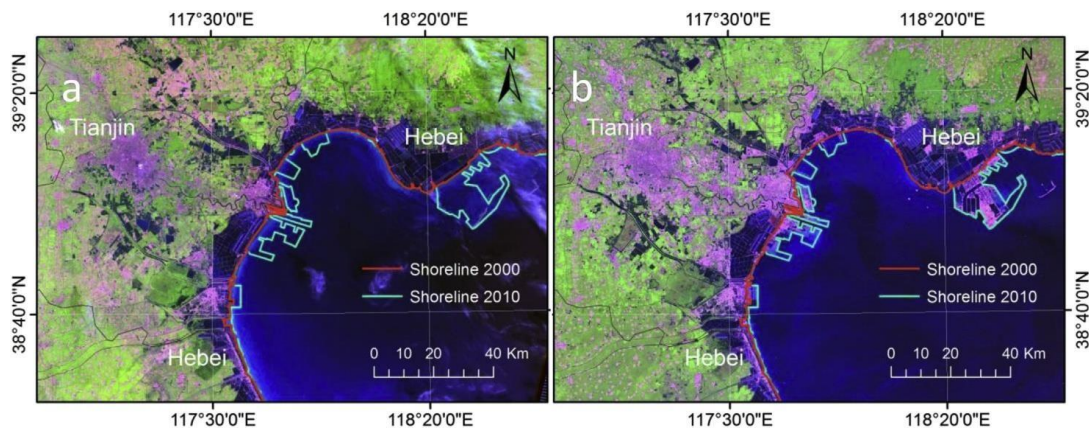 117°30'0"E 118°20'0"E 117°30'0"E 118°20'0"E
a N b N
39°20'0"N 39°20'0"N
Tianjin Hebei Tianjin Hebei
Shoreline 2000 Shoreline 2000
Shoreline 2010 Shoreline 2010
38°40'0"N 38°40'0"N
Hebei Hebei
0 10 20 40 Km 0 10 20 40 Km
117°30'0"E 118°20'0"E 117°30'0"E 118°20'0"E